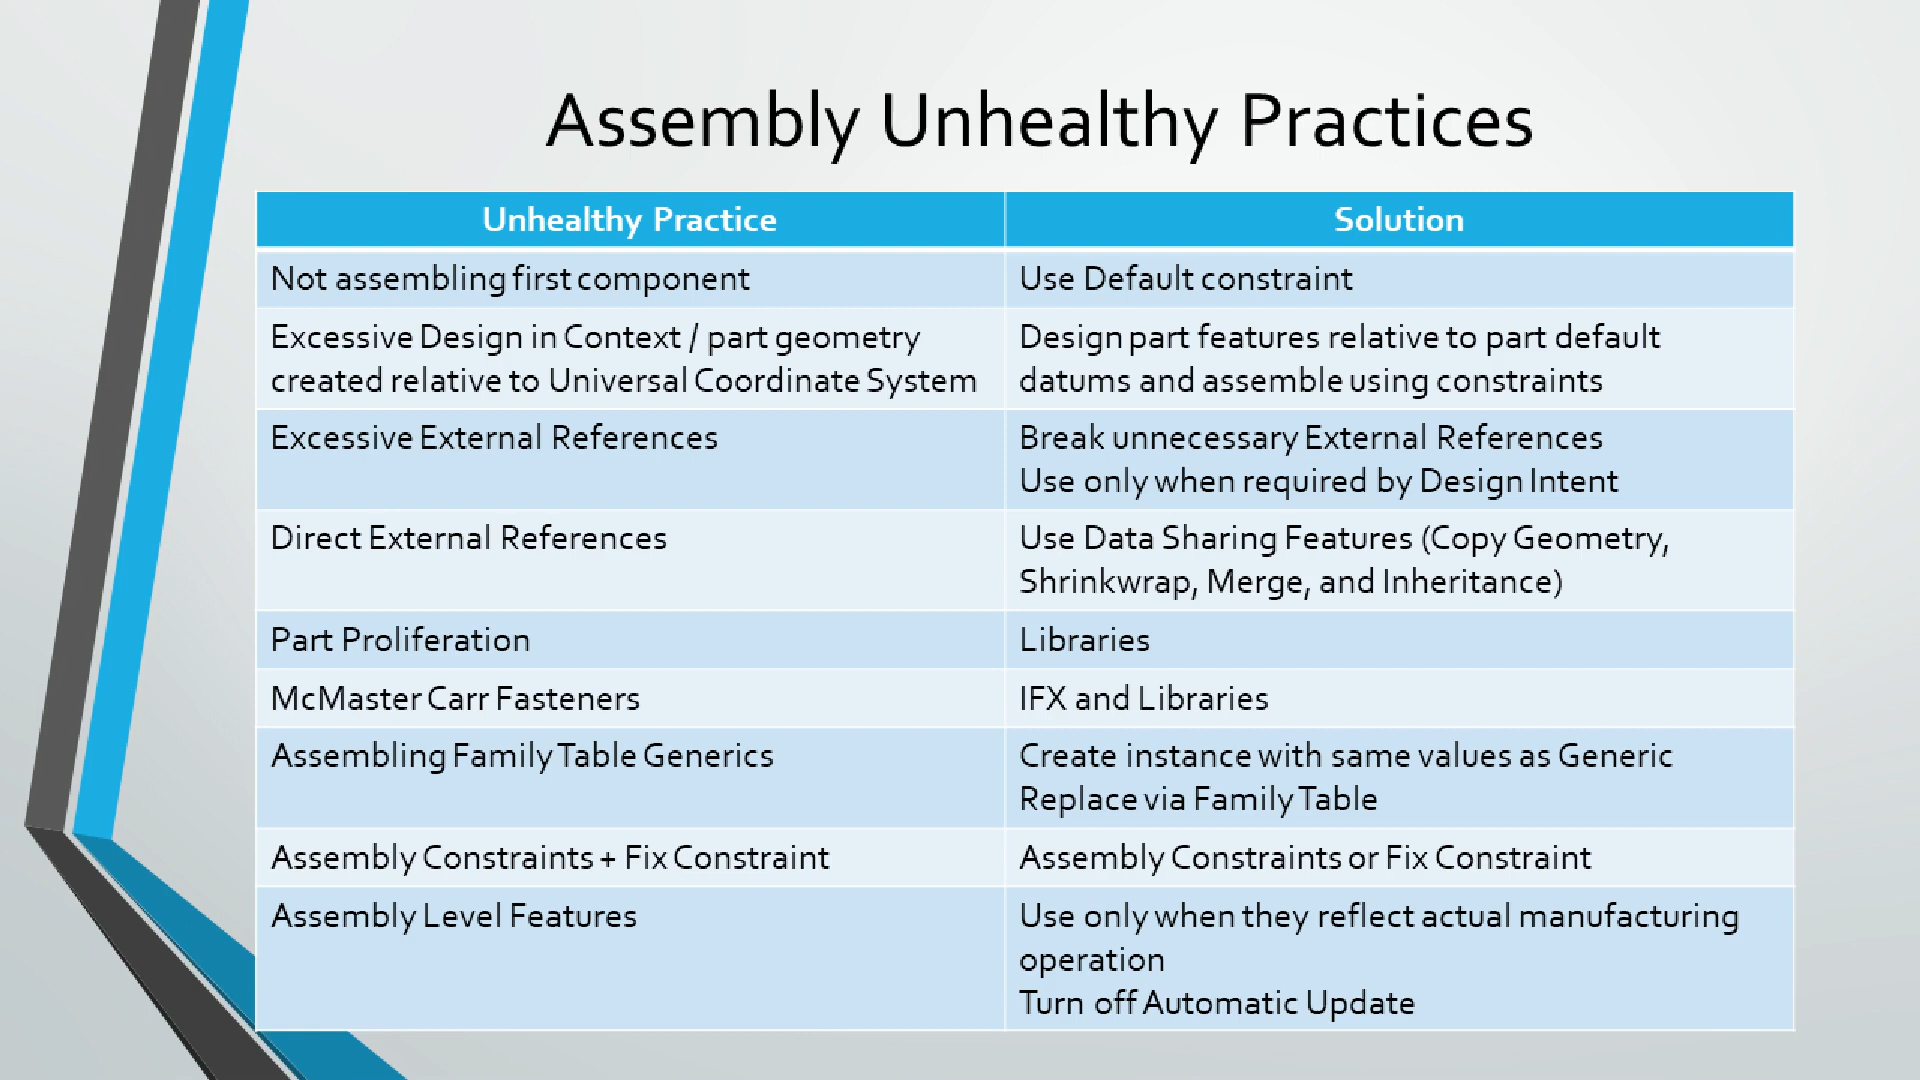 Assembly Unhealthy Practices
Unhealthy Practice
Solution
Not assembling first component
Use Default constraint
Excessive Design in Context / part geometry
created relative to Universal Coordinate System
Design part features relative to part default
datums and assemble using constraints
Excessive External References
Break unnecessary External References
Use only when required by Design Intent
Direct External References
Use Data Sharing Features (Copy Geometry,
Shrinkwrap, Merge, and Inheritance)
Part Proliferation
Libraries
McMaster Carr Fasteners
IFX and Libraries
Assembling Family Table Generics
Create instance with same values as Generic
Replace via Family Table
Assembly Constraints + Fix Constraint
Assembly Constraints or Fix Constraint
Assembly Level Features
Use only when they reflect actual manufacturing
operation
Turn off Automatic Update